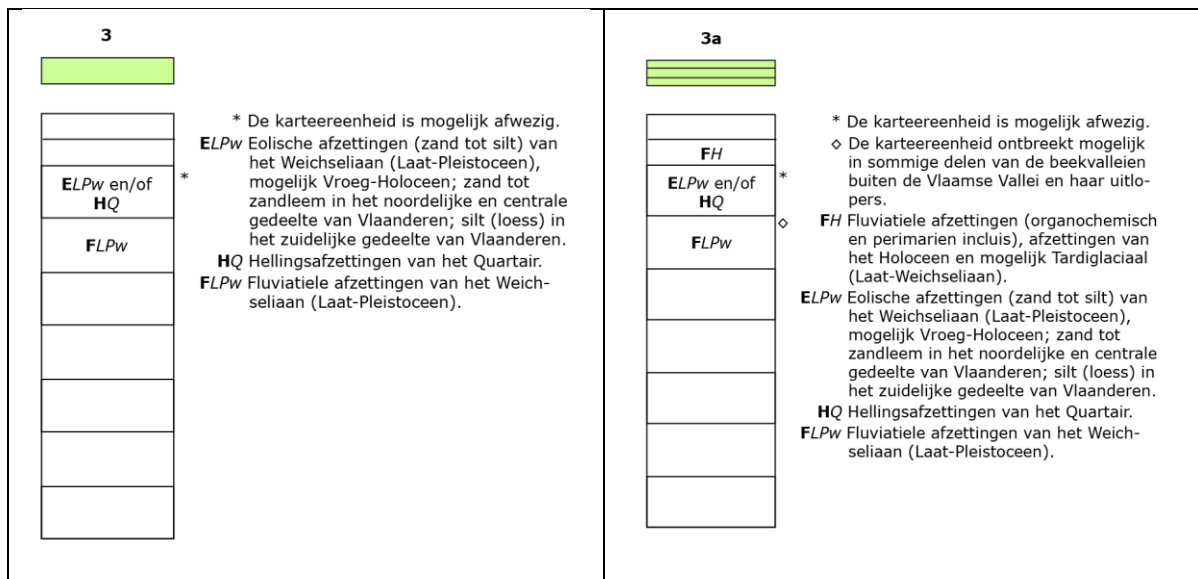 3
* De karteereenheid is mogelijk afwezig.
ELPw Eolische afzettingen (zand tot silt) van
het Weichseliaan (Laat-Pleistoceen),
mogelijk Vroeg-Holoceen; zand tot
zandleem in het noordelijke en centrale
gedeelte van Vlaanderen; silt (loess) in
het zuidelijke gedeelte van Vlaanderen.
HQ Hellingsafzettingen van het Quartair.
FLPw Fluviatiele afzettingen van het Weich-
seliaan (Laat-Pleistoceen).
ELPw en/of *
HQ
FLPw
3a
* De karteereenheid is mogelijk afwezig.
◇ De karteereenheid ontbreekt mogelijk
in sommige delen van de beekvalleien
buiten de Vlaamse Vallei en haar uitlo-
pers.
FH Fluviatiele afzettingen (organochemisch
en perimarien incluis), afzettingen van
het Holoceen en mogelijk Tardiglaciaal
(Laat-Weichseliaan).
ELPw Eolische afzettingen (zand tot silt) van
het Weichseliaan (Laat-Pleistoceen),
mogelijk Vroeg-Holoceen; zand tot
zandleem in het noordelijke en centrale
gedeelte van Vlaanderen; silt (loess) in
het zuidelijke gedeelte van Vlaanderen.
HQ Hellingsafzettingen van het Quartair.
FLPw Fluviatiele afzettingen van het Weich-
seliaan (Laat-Pleistoceen).
FH
ELPw en/of *
HQ
◇
FLPw